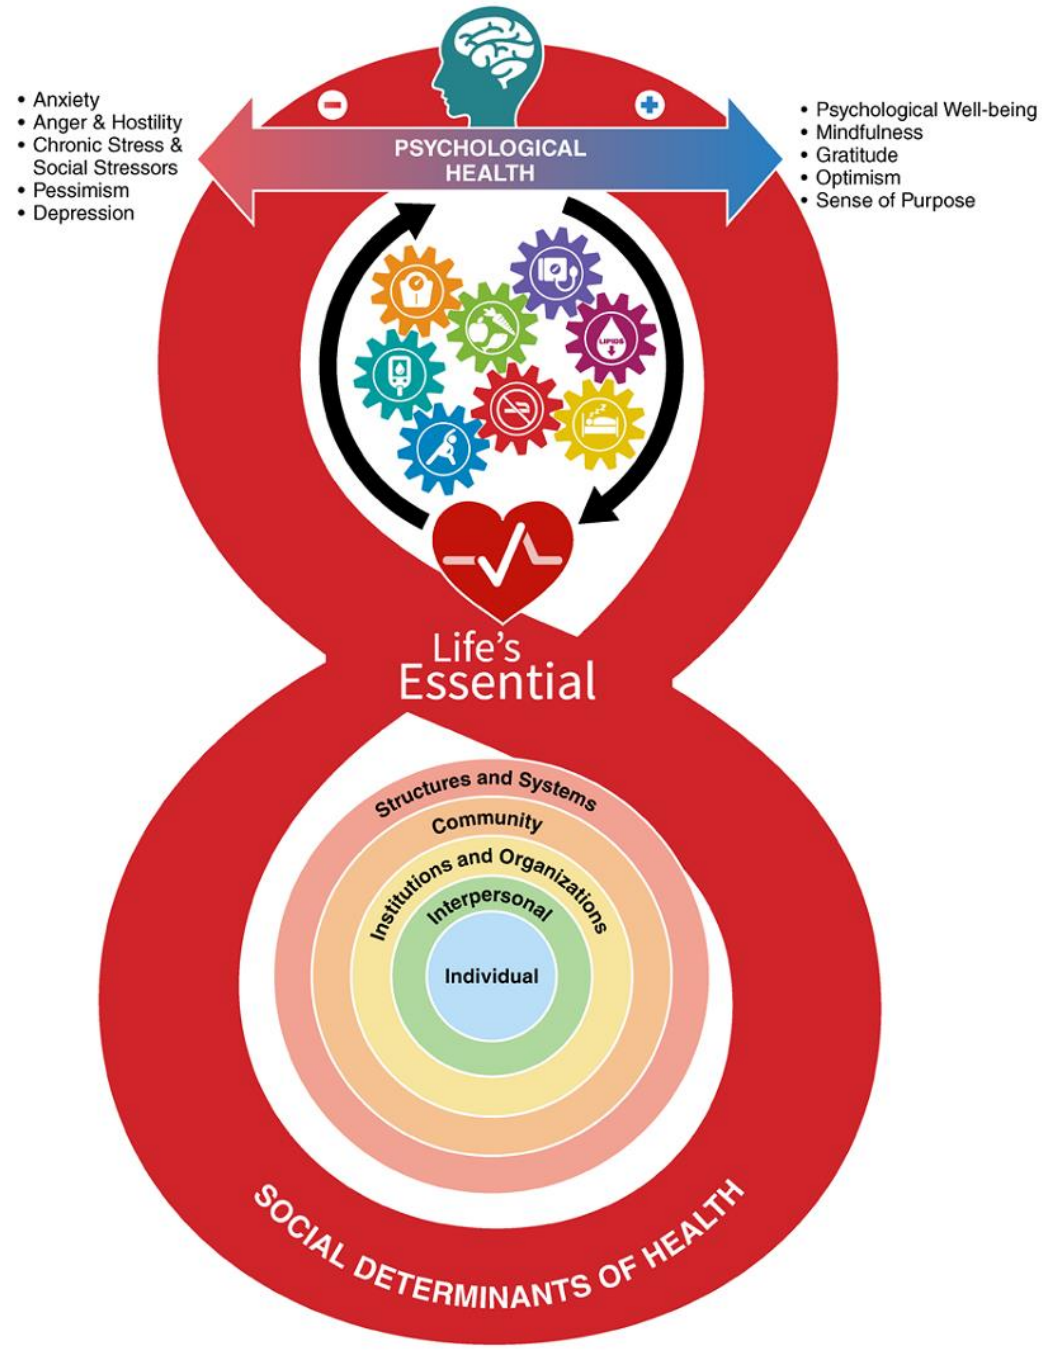 • Anxiety
• Anger & Hostility
• Chronic Stress &
Social Stressors
• Pessimism
• Depression
PSYCHOLOGICAL
HEALTH
• Psychological Well-being
• Mindfulness
• Gratitude
• Optimism
• Sense of Purpose
LIPIDS
z z z
Life's
Essential
Structures and Systems
Community
Institutions and Organizations
Interpersonal
Individual
SOCIAL DETERMINANTS OF HEALTH